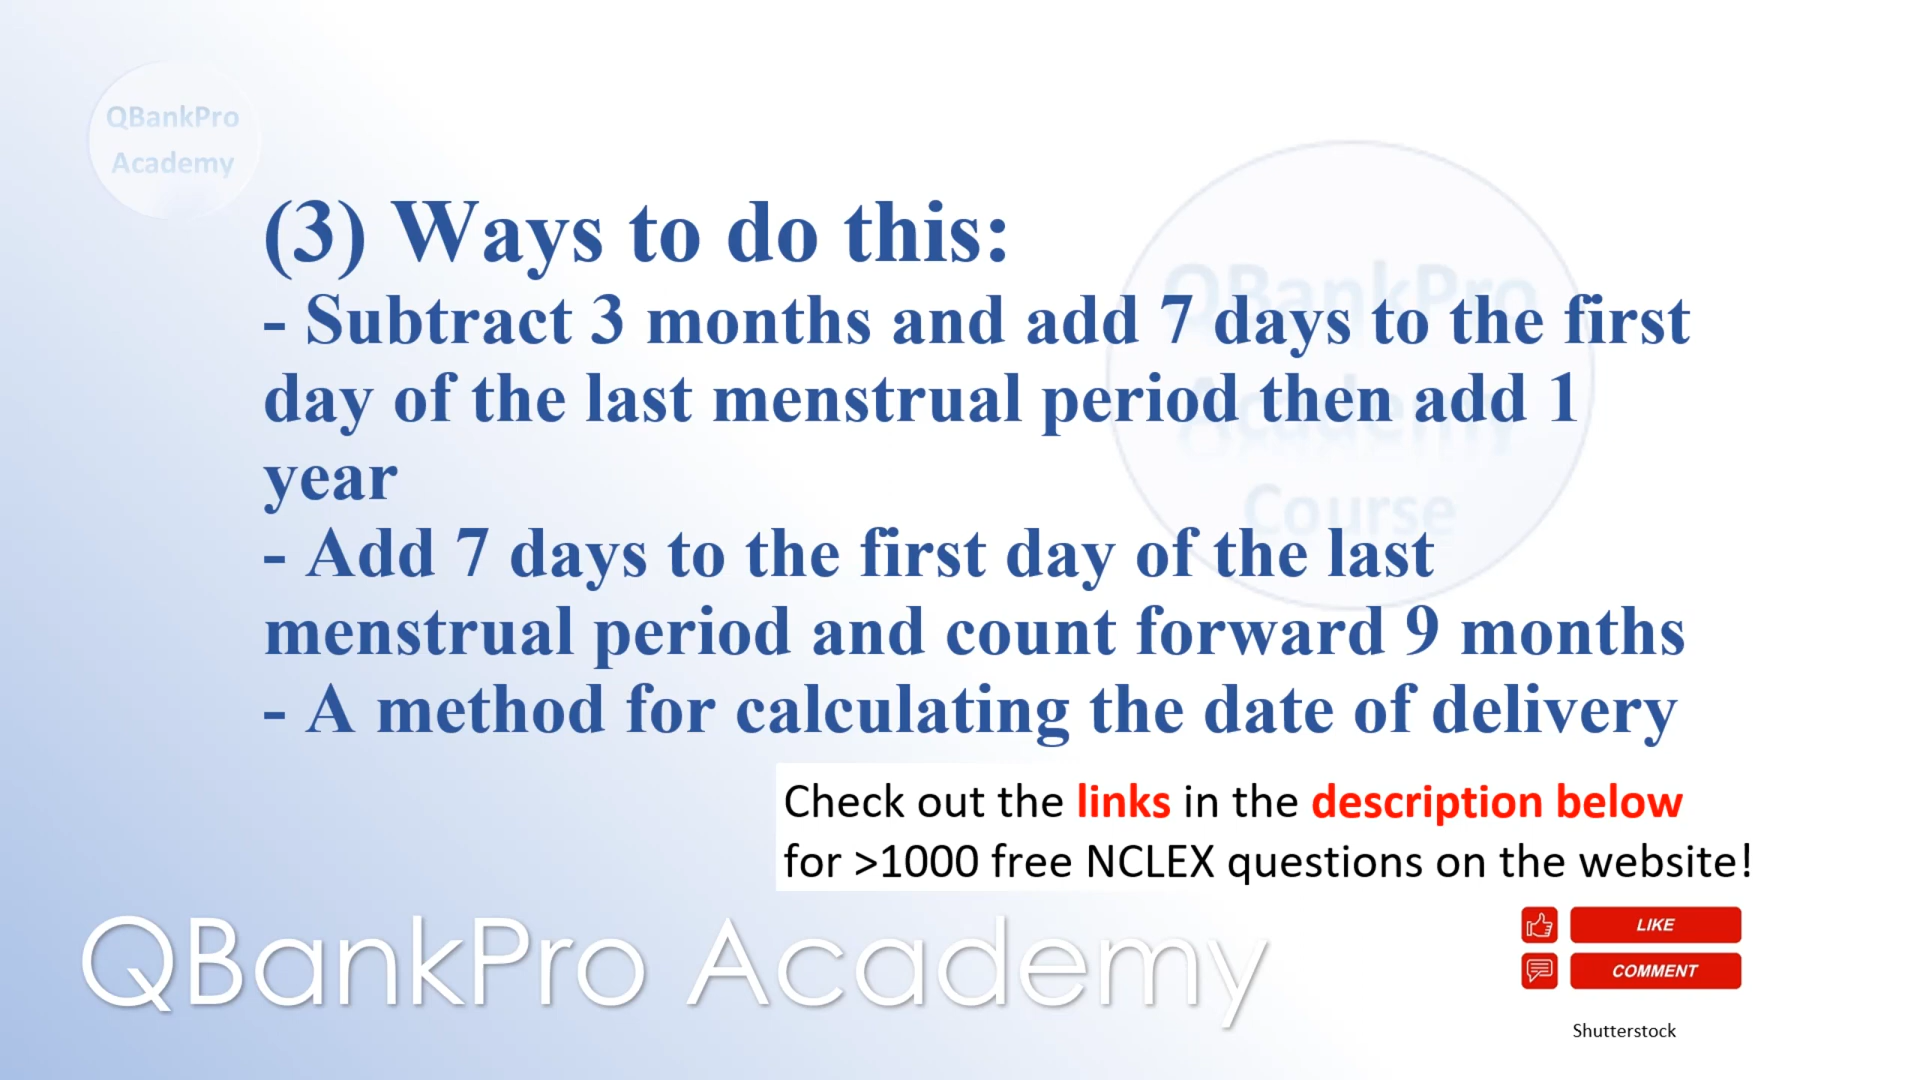 QBankPro
Academy
(3) Ways to do this:
- Subtract 3 months and add 7 days to the first
day of the last menstrual period then add 1
year
- Add 7 days to the first day of the last
menstrual period and count forward 9 months
- A method for calculating the date of delivery
QBankPro
Academy
Course
Check out the links in the description below
for >1000 free NCLEX questions on the website!
QBankPro Academy
LIKE
COMMENT
Shutterstock